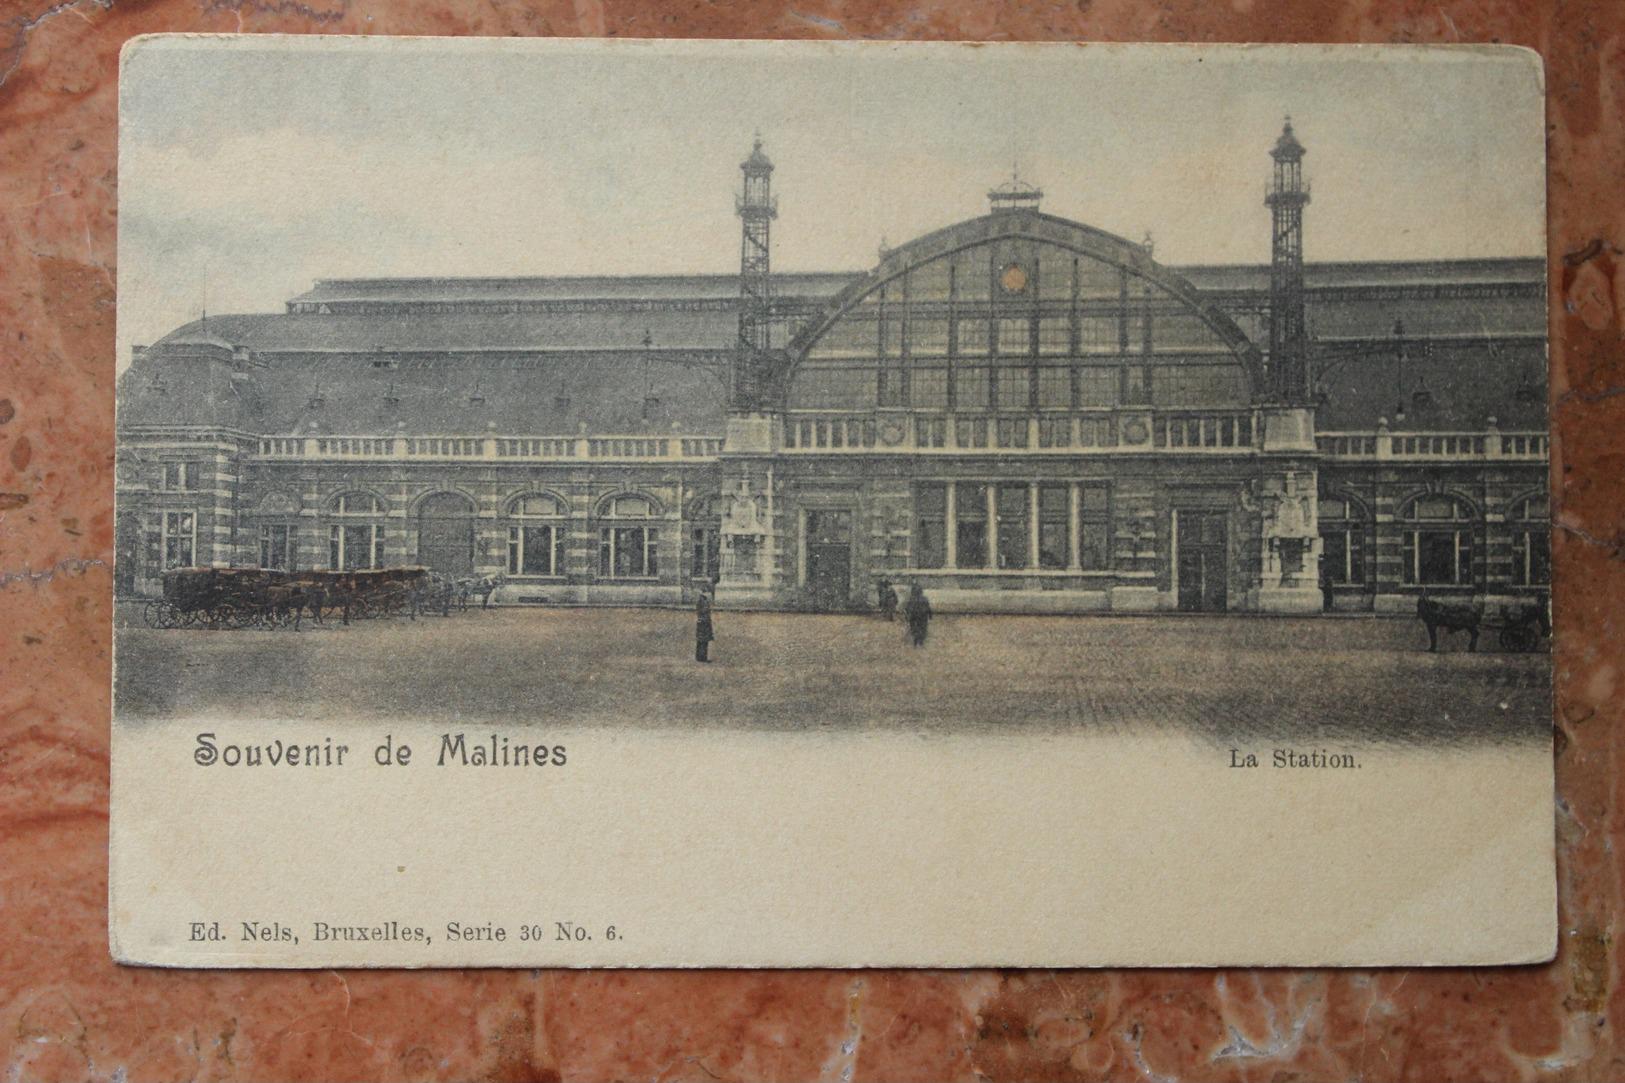 Souvenir de Malines
La Station.
Ed. Nels, Bruxelles, Serie 30 No. 6.